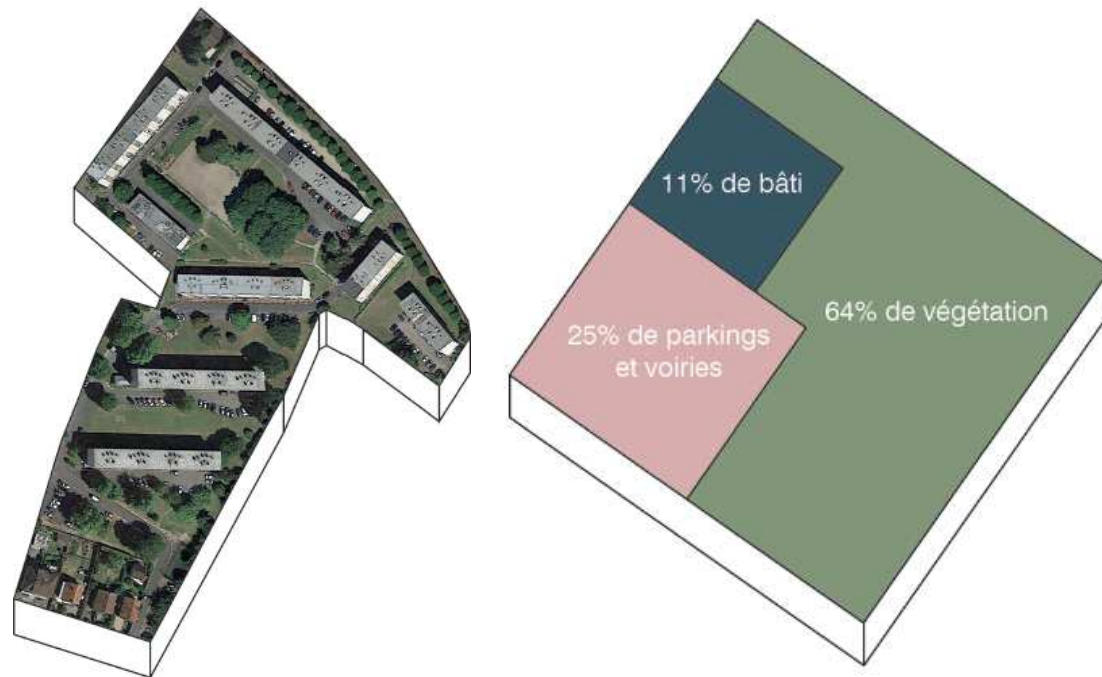 11% de bâti
64% de végétation
25% de parkings
et voiries